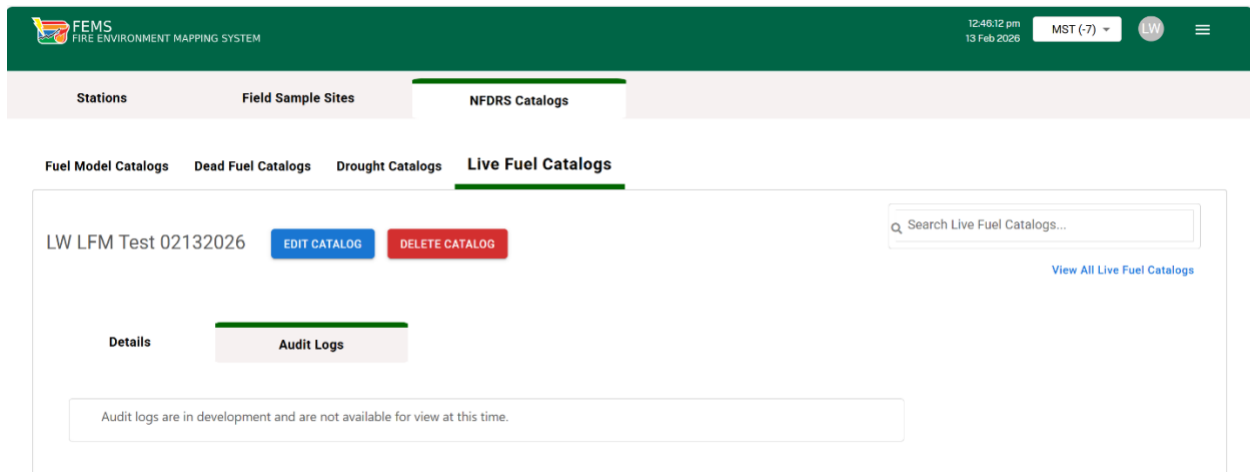 FEMS
FIRE ENVIRONMENT MAPPING SYSTEM
12:46:12 pm
13 Feb 2026
MST (-7)
LW
Stations
Field Sample Sites
NFDRS Catalogs
Fuel Model Catalogs
Dead Fuel Catalogs
Drought Catalogs
Live Fuel Catalogs
LW LFM Test 02132026
EDIT CATALOG
DELETE CATALOG
Search Live Fuel Catalogs...
View All Live Fuel Catalogs
Details
Audit Logs
Audit logs are in development and are not available for view at this time.